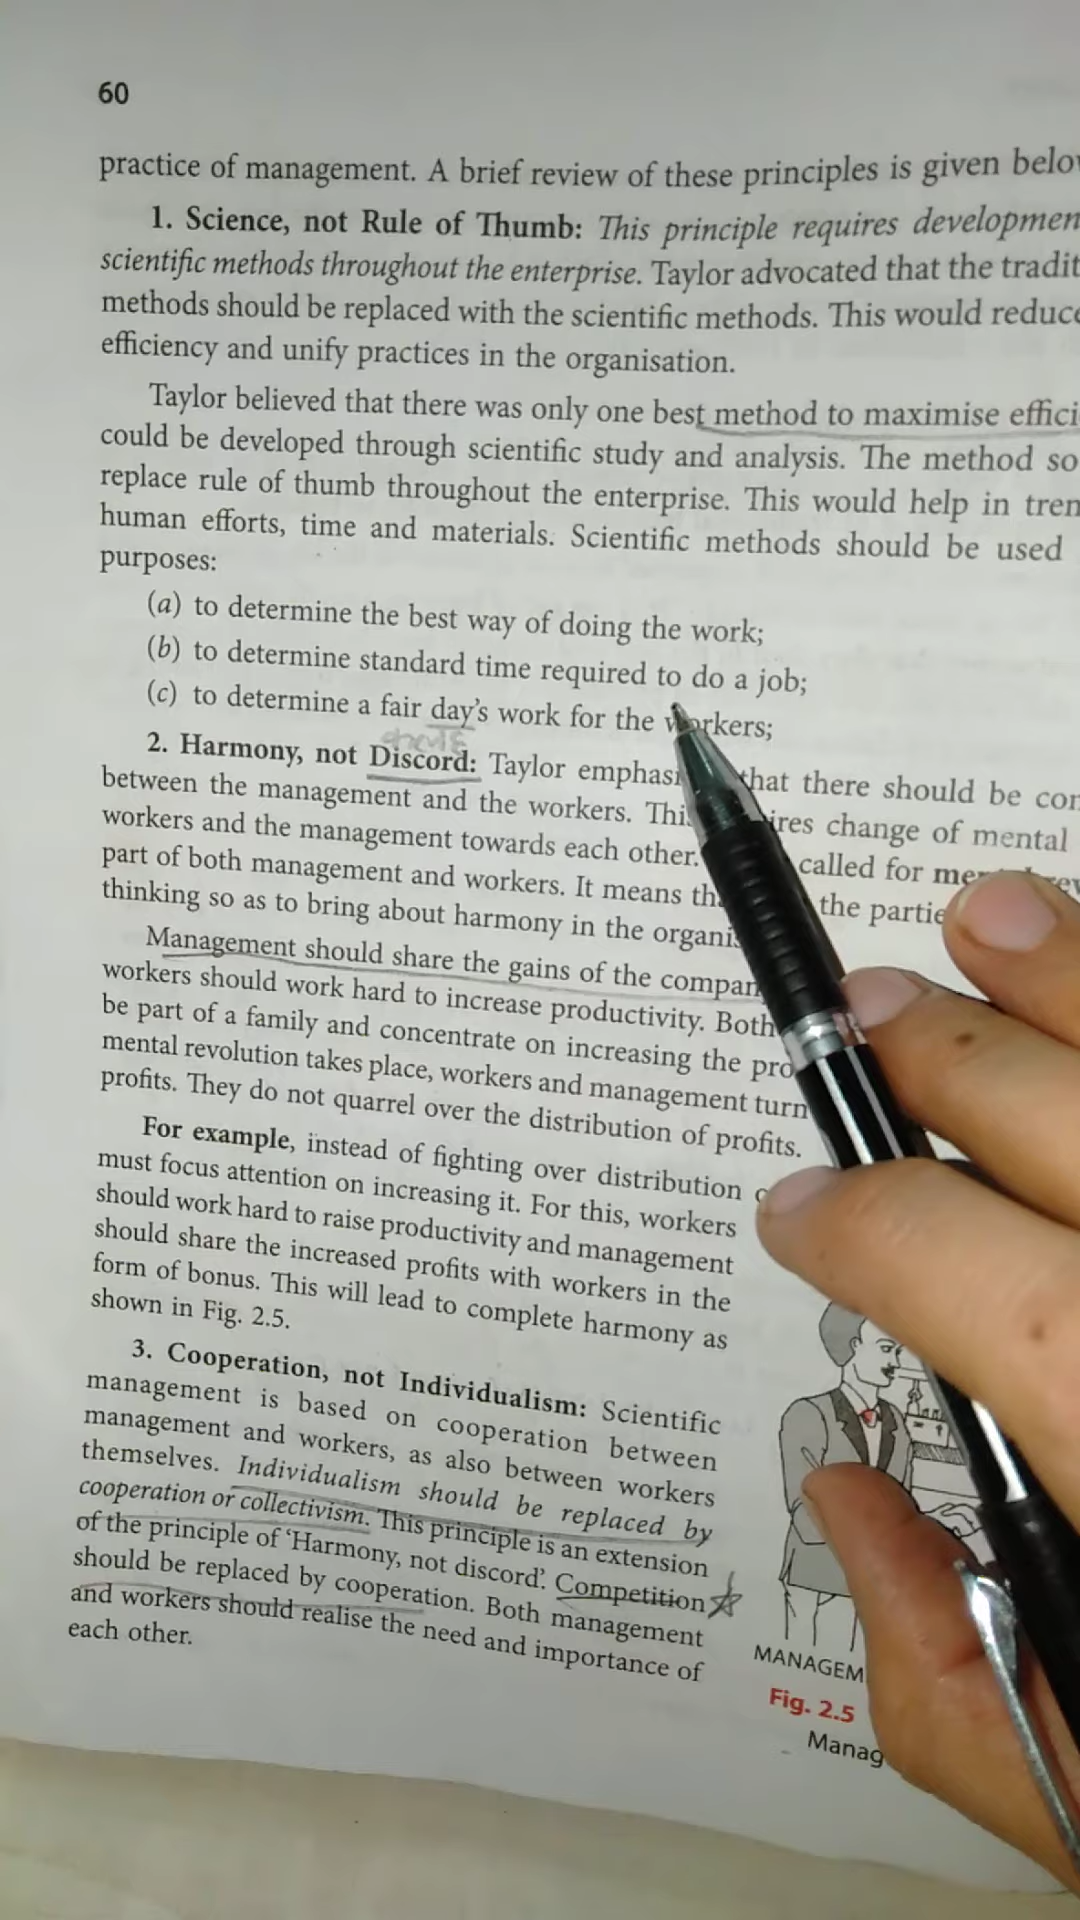 60
practice of management. A brief review of these principles is given
1. Science, not Rule of Thumb: This principle requires
scientific methods throughout the enterprise. Taylor advocated that the
methods should be replaced with the scientific methods. This would
efficiency and unify practices in the organisation.
Taylor believed that there was only one best method to maximise
could be developed through scientific study and analysis. The method so
replace rule of thumb throughout the enterprise. This would help in
human efforts, time and materials. Scientific methods should be used
purposes:
(a) to determine the best way of doing the work;
(b) to determine standard time required to do a job;
(c) to determine a fair day's work for the workers;
कलह
2. Harmony, not Discord: Taylor that there should be
between the management and the workers. change of mental
workers and the management towards each other. called for
part of both management and workers. It means the
thinking so as to bring about harmony in the
Management should share the gains of the
workers should work hard to increase productivity. Both
be part of a family and concentrate on increasing the
mental revolution takes place, workers and management turn
profits. They do not quarrel over the distribution of profits.
For example, instead of fighting over distribution
must focus attention on increasing it. For this, workers
should work hard to raise productivity and management
should share the increased profits with workers in the
form of bonus. This will lead to complete harmony as
shown in Fig. 2.5.
3. Cooperation, not Individualism: Scientific
management is based on cooperation between
management and workers, as also between workers
themselves. Individualism should be replaced by
cooperation or collectivism. This principle is an extension
of the principle of 'Harmony, not discord'. Competition
should be replaced by cooperation. Both management
and workers should realise the need and importance of
each other.
MANAGEM
Fig. 2.5
Manag